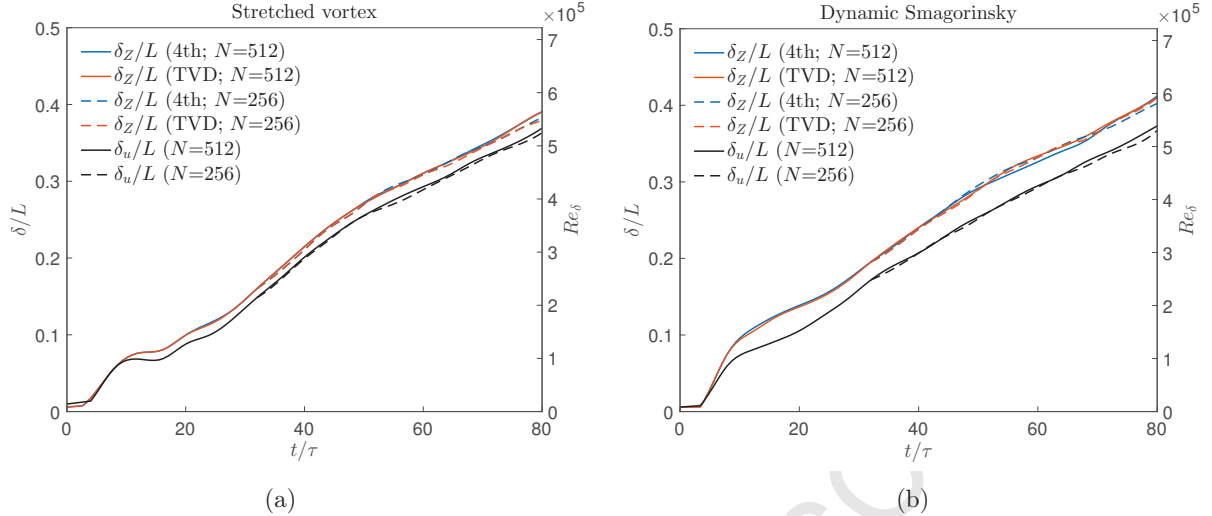 Stretched vortex
×10⁵
δ_Z/L (4th; N=512)
δ_Z/L (TVD; N=512)
δ_Z/L (4th; N=256)
δ_Z/L (TVD; N=256)
δ_u/L (N=512)
δ_u/L (N=256)
0.5
0.4
0.3
0.2
0.1
0
δ/L
7
6
5
4
3
2
1
0
Re_δ
0 20 40 60 80
t/τ
(a)
Dynamic Smagorinsky
×10⁵
δ_Z/L (4th; N=512)
δ_Z/L (TVD; N=512)
δ_Z/L (4th; N=256)
δ_Z/L (TVD; N=256)
δ_u/L (N=512)
δ_u/L (N=256)
0.5
0.4
0.3
0.2
0.1
0
δ/L
7
6
5
4
3
2
1
0
Re_δ
0 20 40 60 80
t/τ
(b)